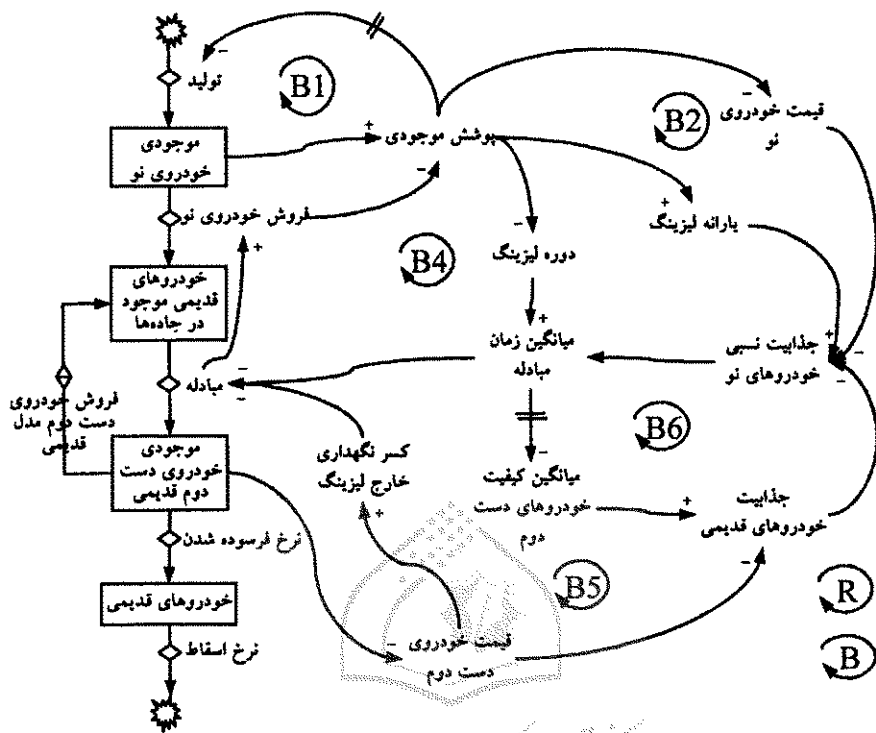 تولید
B1
موجودی
خودروی نو
پوشش موجودی
B2
قیمت خودروی
نو
فروش خودروی نو
یارانه لیزینگ
B4
دوره لیزینگ
خودروهای
قدیمی موجود
در جاده‌ها
میانگین زمان
مبادله
جذابیت نسبی
خودروهای نو
مبادله
فروش خودروی
دست دوم مدل
قدیمی
B6
موجودی
خودروی دست
دوم قدیمی
کسر نگهداری
خارج لیزینگ
میانگین کیفیت
خودروهای دست
دوم
جذابیت
خودروهای قدیمی
نرخ فرسوده شدن
B5
R
خودروهای قدیمی
قیمت خودروی
دست دوم
نرخ اسقاط
B